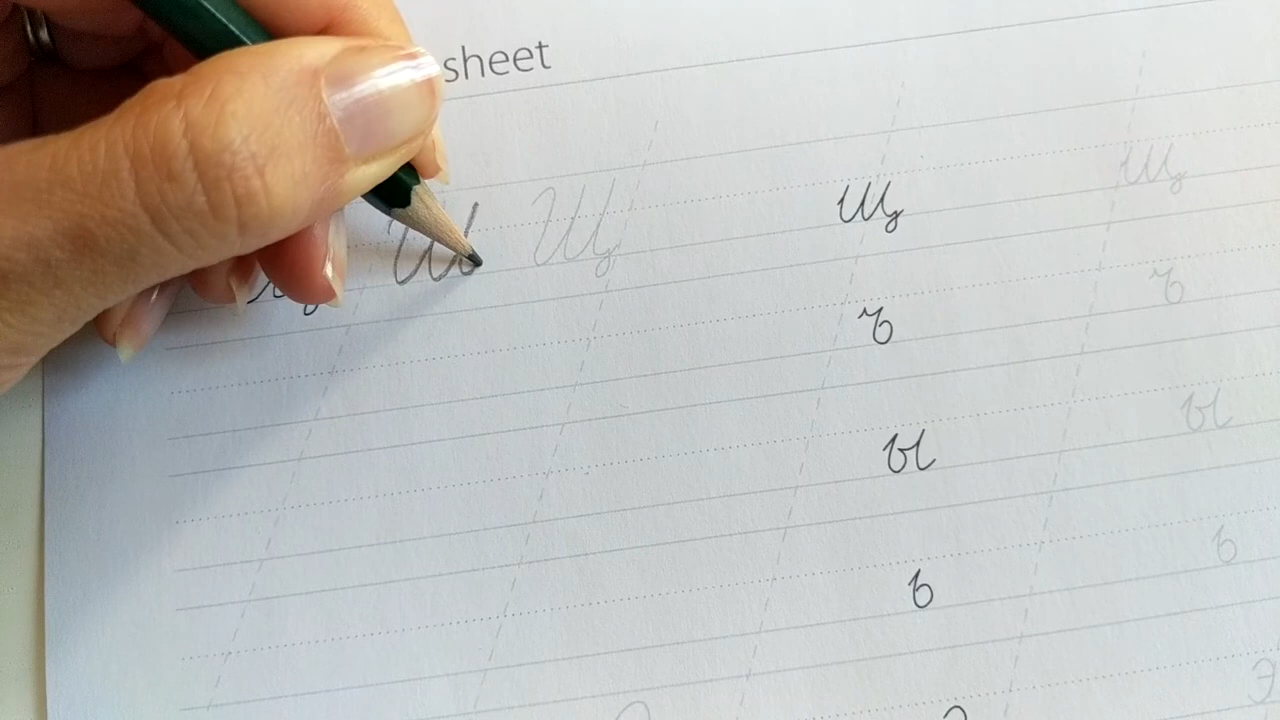 sheet
Ш Щ щ щ
ъ ъ
ы ы
ь ь
Э